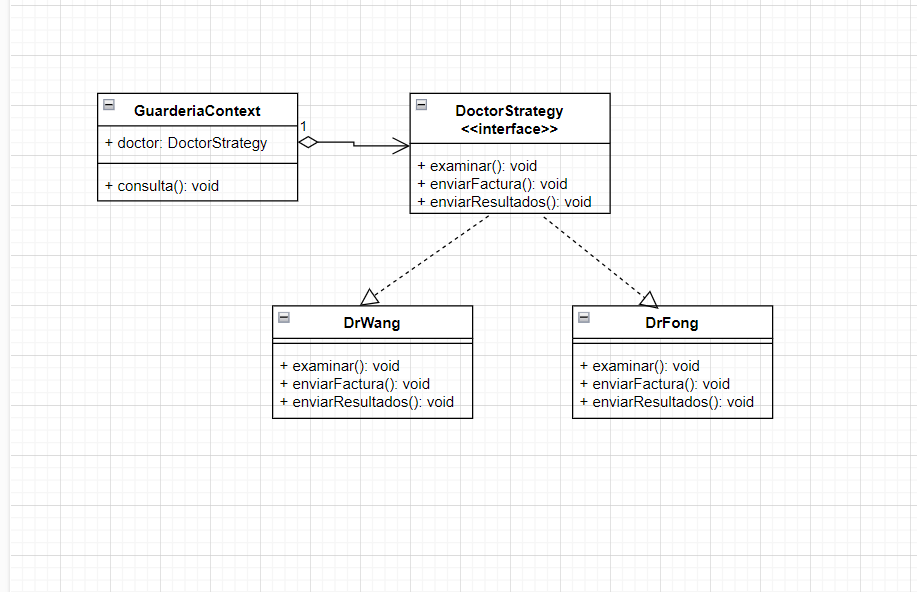 GuarderiaContext
+ doctor: DoctorStrategy
+ consulta(): void
1
DoctorStrategy
<<interface>>
+ examinar(): void
+ enviarFactura(): void
+ enviarResultados(): void
DrWang
+ examinar(): void
+ enviarFactura(): void
+ enviarResultados(): void
DrFong
+ examinar(): void
+ enviarFactura(): void
+ enviarResultados(): void